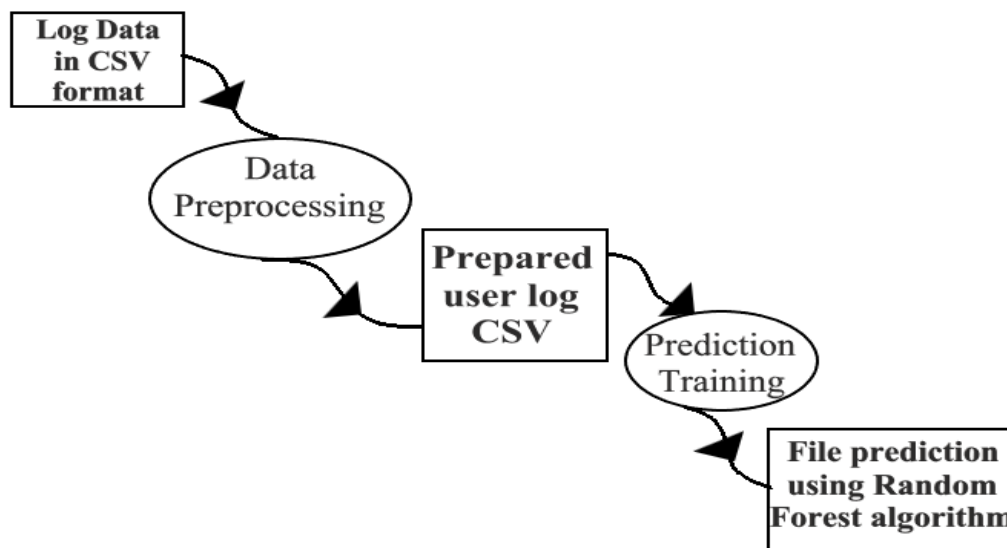 Log Data
in CSV
format
Data
Preprocessing
Prepared
user log
CSV
Prediction
Training
File prediction
using Random
Forest algorithm